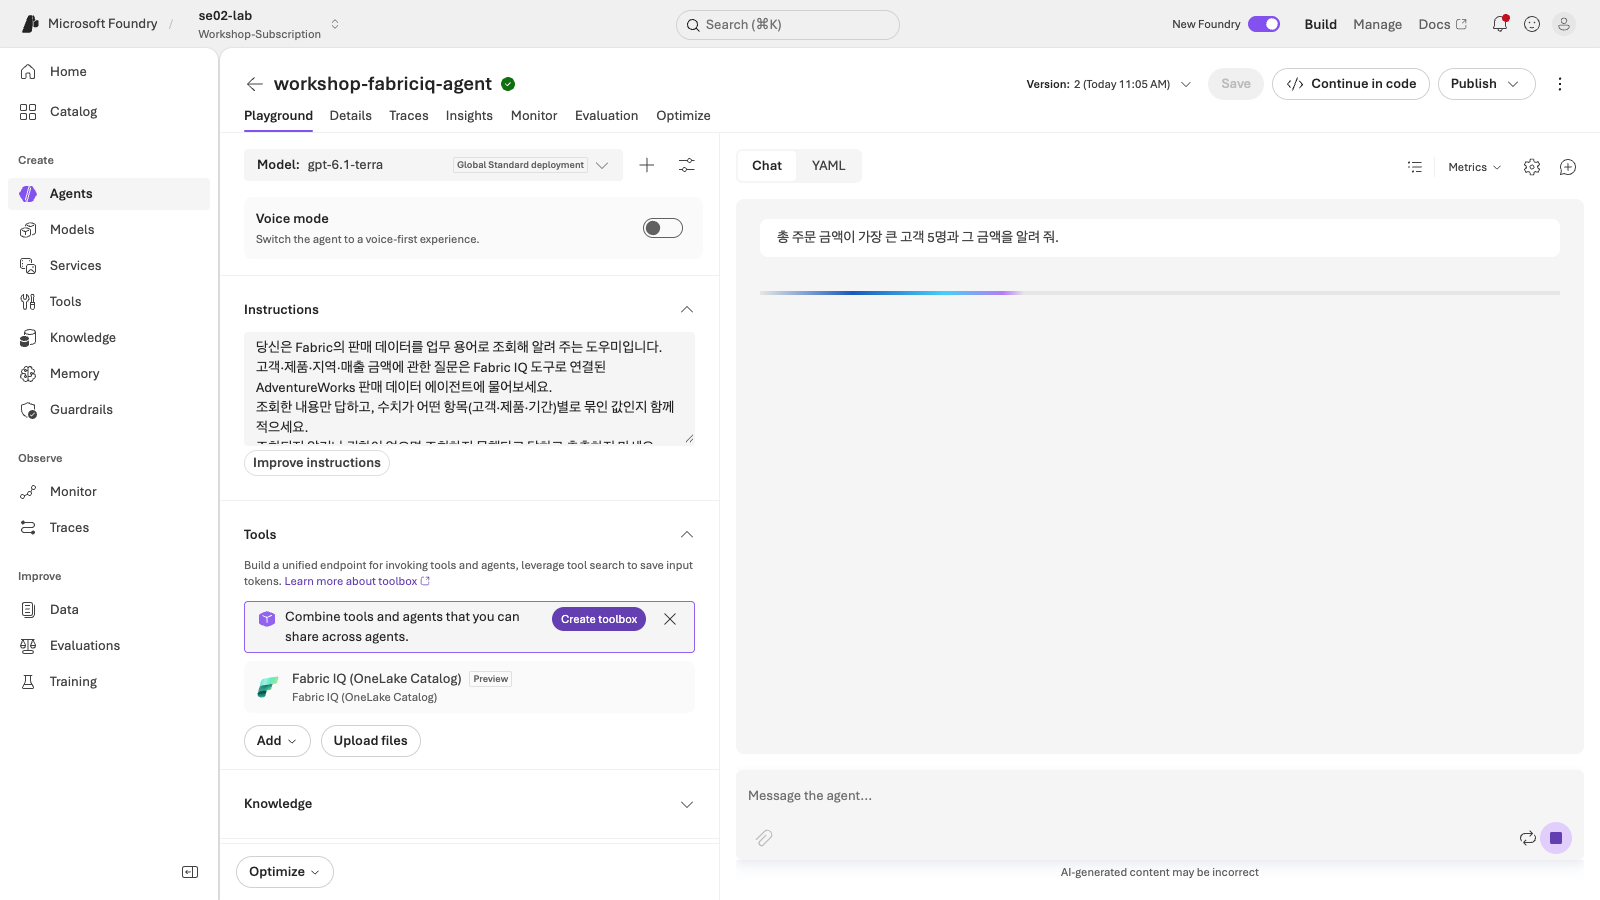 Microsoft Foundry
/
se02-lab
Workshop-Subscription
Search (⌘K)
New Foundry
Build
Manage
Docs
Home
Catalog
Create
Agents
Models
Services
Tools
Knowledge
Memory
Guardrails
Observe
Monitor
Traces
Improve
Data
Evaluations
Training
workshop-fabriciq-agent
Version: 2 (Today 11:05 AM)
Save
Continue in code
Publish
Playground
Details
Traces
Insights
Monitor
Evaluation
Optimize
Model: gpt-6.1-terra
Global Standard deployment
Voice mode
Switch the agent to a voice-first experience.
Instructions
당신은 Fabric의 판매 데이터를 업무 용어로 조회해 알려 주는 도우미입니다.
고객·제품·지역·매출 금액에 관한 질문은 Fabric IQ 도구로 연결된
AdventureWorks 판매 데이터 에이전트에 물어보세요.
조회한 내용만 답하고, 수치가 어떤 항목(고객·제품·기간)별로 묶인 값인지 함께
적으세요.
Improve instructions
Tools
Build a unified endpoint for invoking tools and agents, leverage tool search to save input
tokens. Learn more about toolbox
Combine tools and agents that you can
share across agents.
Create toolbox
Fabric IQ (OneLake Catalog)
Preview
Fabric IQ (OneLake Catalog)
Add
Upload files
Knowledge
Optimize
Chat
YAML
Metrics
총 주문 금액이 가장 큰 고객 5명과 그 금액을 알려 줘.
Message the agent...
AI-generated content may be incorrect